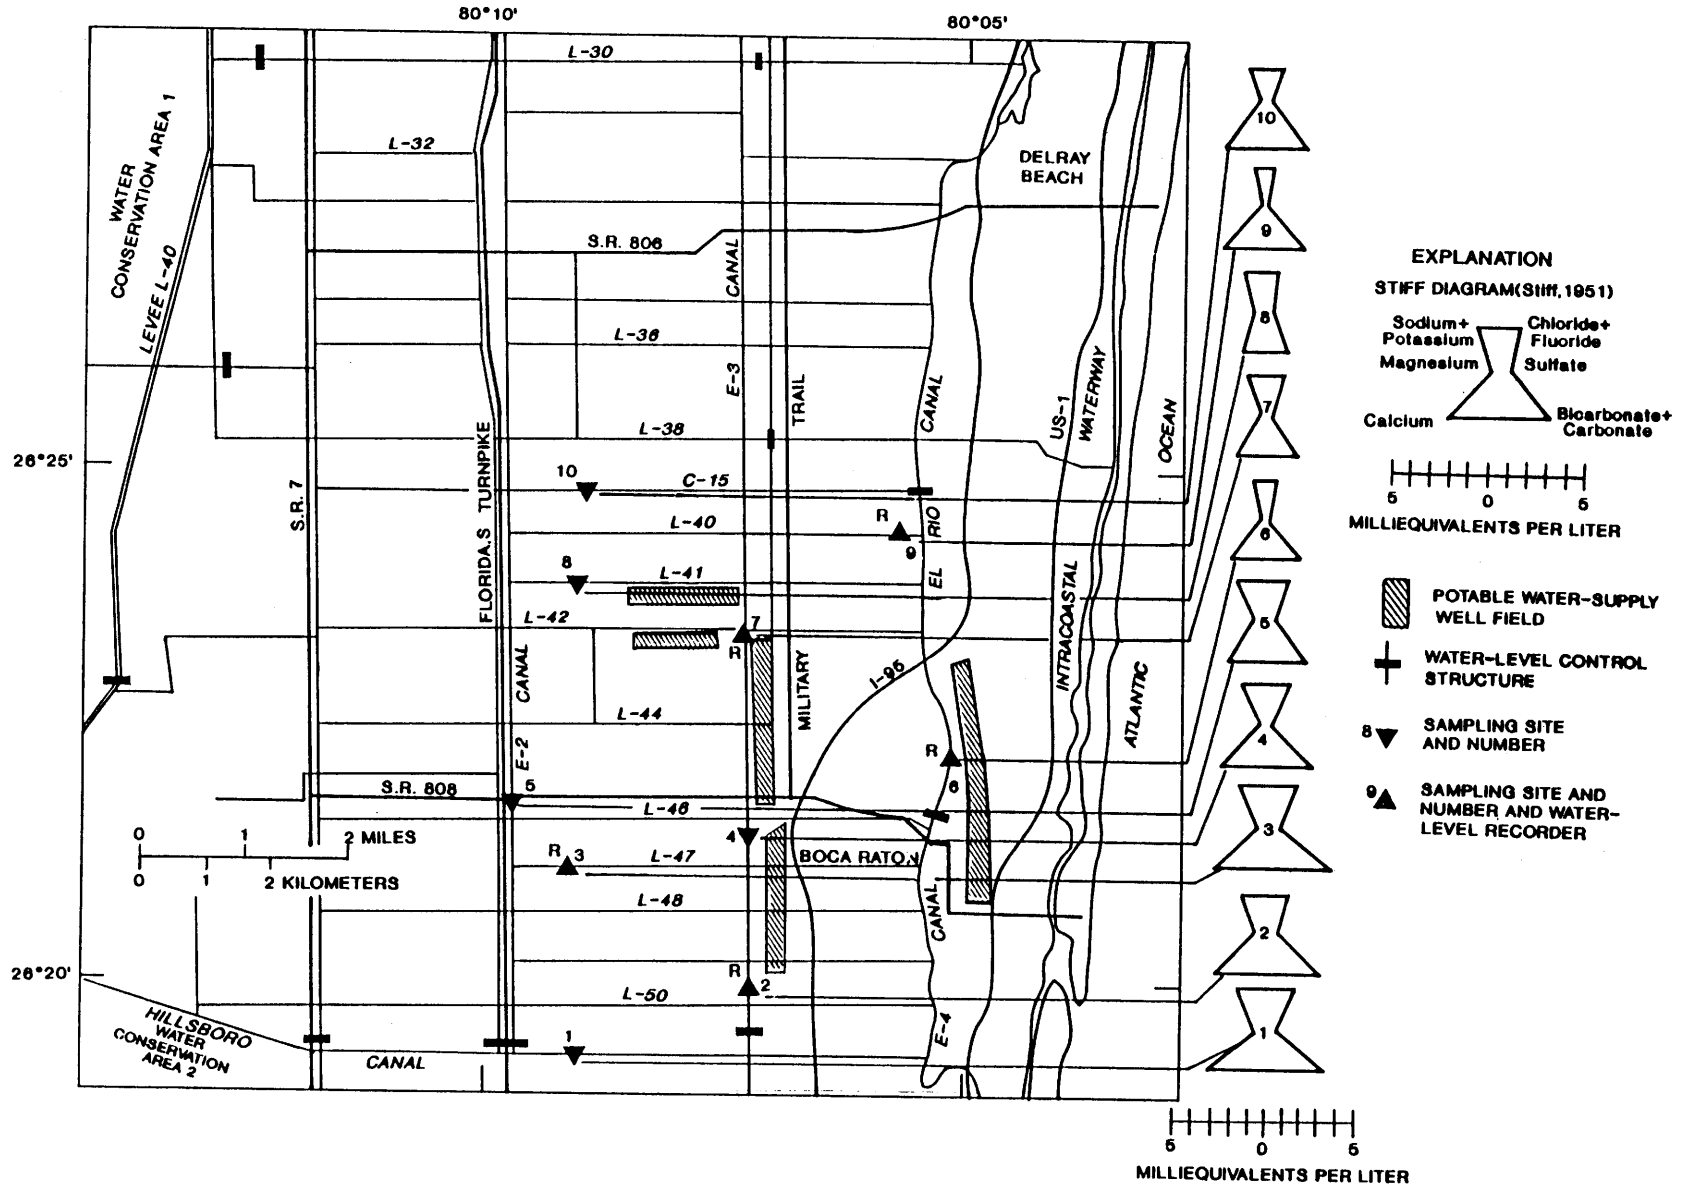 80°10'
80°05'
L-30
WATER
CONSERVATION AREA 1
L-32
DELRAY
BEACH
LEVEE L-40
S.R. 806
CANAL
L-36
E-3
TRAIL
CANAL
US-1
WATERWAY
OCEAN
L-38
26°25'
S.R. 7
FLORIDA,S TURNPIKE
10
C-15
L-40
R
9
RIO
EL
8
L-41
L-42
7
R
INTRACOASTAL
CANAL
E-2
MILITARY
I-95
ATLANTIC
L-44
R
6
S.R. 808
5
L-46
4
0 1 2 MILES
0 1 2 KILOMETERS
R 3
L-47
BOCA RATON
L-48
CANAL
26°20'
R
2
L-50
HILLSBORO
WATER
CONSERVATION
AREA 2
CANAL
1
E-4
10
9
8
7
6
5
4
3
2
1
5 0 5
MILLIEQUIVALENTS PER LITER
EXPLANATION
STIFF DIAGRAM(Stiff,1951)
Sodium+
Potassium
Chloride+
Fluoride
Magnesium
Sulfate
Calcium
Bicarbonate+
Carbonate
5 0 5
MILLIEQUIVALENTS PER LITER
POTABLE WATER-SUPPLY
WELL FIELD
WATER-LEVEL CONTROL
STRUCTURE
8
SAMPLING SITE
AND NUMBER
9
SAMPLING SITE AND
NUMBER AND WATER-
LEVEL RECORDER